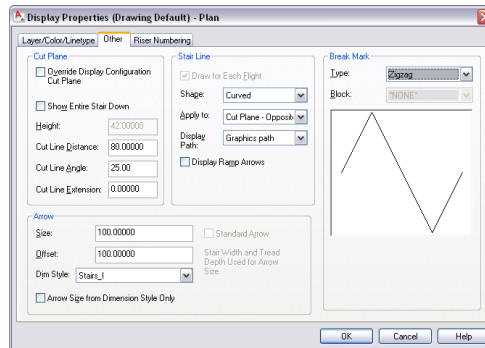 Display Properties (Drawing Default) - Plan
Layer/Color/Linetype Other Riser Numbering
Cut Plane
Override Display Configuration
Cut Plane
Show Entire Stair Down
Height: 42.00000
Cut Line Distance: 80.00000
Cut Line Angle: 25.00
Cut Line Extension: 0.00000
Stair Line
Draw for Each Flight
Shape: Curved
Apply to: Cut Plane - Opposit
Display
Path: Graphics path
Display Ramp Arrows
Break Mark
Type: Zigzag
Block: *NONE*
Arrow
Size: 100.00000
Offset: 100.00000
Dim Style: Stairs_I
Arrow Size from Dimension Style Only
Standard Arrow
Stair Width and Tread
Depth Used for Arrow
Size.
OK Cancel Help